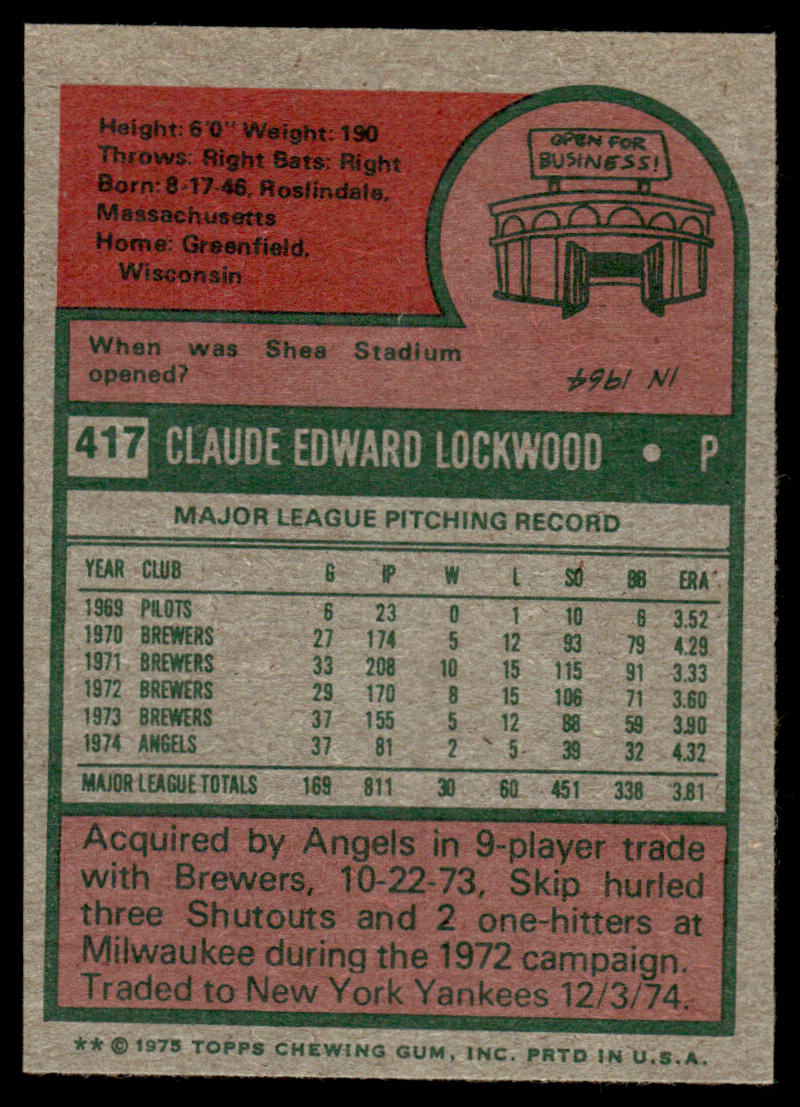 Height: 6'0" Weight: 190
Throws: Right Bats: Right
Born: 8-17-46, Roslindale,
Massachusetts
Home: Greenfield,
Wisconsin
OPEN FOR
BUSINESS!
When was Shea Stadium
opened?
IN 1964
417 CLAUDE EDWARD LOCKWOOD • P
MAJOR LEAGUE PITCHING RECORD
YEAR CLUB G IP W L SO BB ERA
1969 PILOTS 6 23 0 1 10 6 3.52
1970 BREWERS 27 174 5 12 93 79 4.29
1971 BREWERS 33 208 10 15 115 91 3.33
1972 BREWERS 29 170 8 15 106 71 3.60
1973 BREWERS 37 155 5 12 88 59 3.90
1974 ANGELS 37 81 2 5 39 32 4.32
MAJOR LEAGUE TOTALS 169 811 30 60 451 338 3.81
Acquired by Angels in 9-player trade
with Brewers, 10-22-73, Skip hurled
three Shutouts and 2 one-hitters at
Milwaukee during the 1972 campaign.
Traded to New York Yankees 12/3/74.
** © 1975 TOPPS CHEWING GUM, INC. PRTD IN U.S.A.